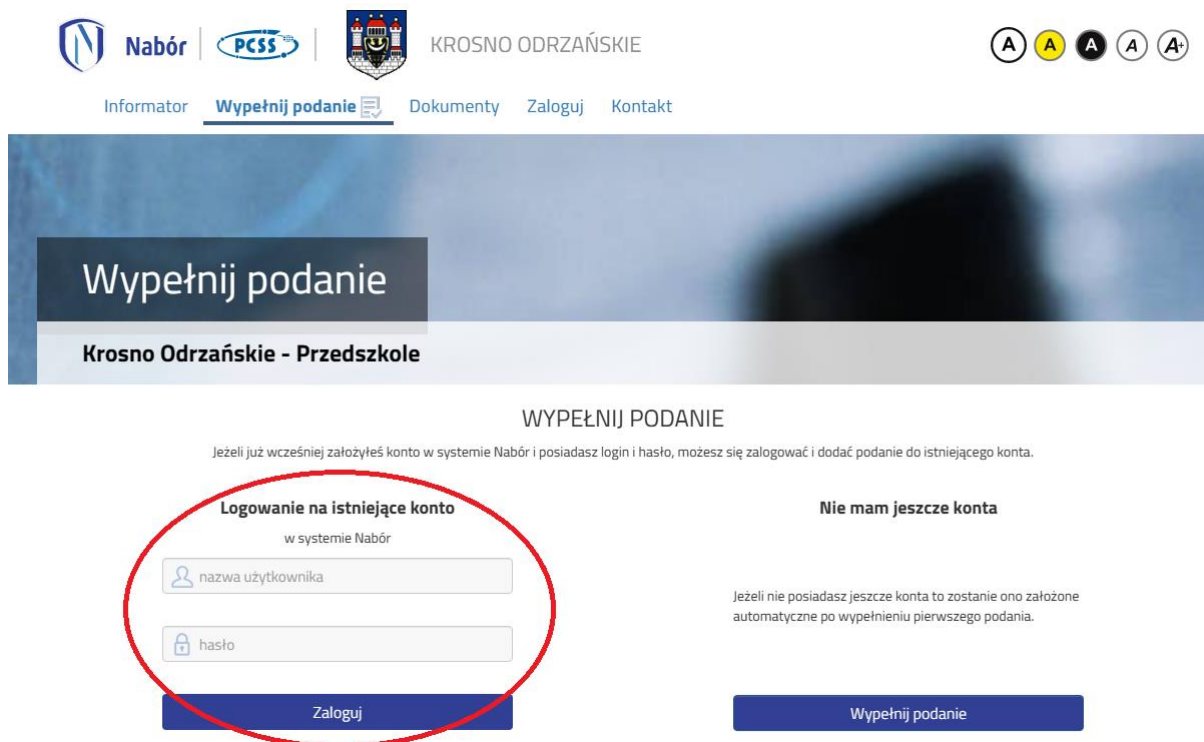 Nabór PCSS KROSNO ODRZAŃSKIE A A A A A+
Informator Wypełnij podanie Dokumenty Zaloguj Kontakt
Wypełnij podanie
Krosno Odrzańskie - Przedszkole
WYPEŁNIJ PODANIE
Jeżeli już wcześniej założyłeś konto w systemie Nabór i posiadasz login i hasło, możesz się zalogować i dodać podanie do istniejącego konta.
Logowanie na istniejące konto
w systemie Nabór
nazwa użytkownika
hasło
Zaloguj
Nie mam jeszcze konta
Jeżeli nie posiadasz jeszcze konta to zostanie ono założone
automatyczne po wypełnieniu pierwszego podania.
Wypełnij podanie